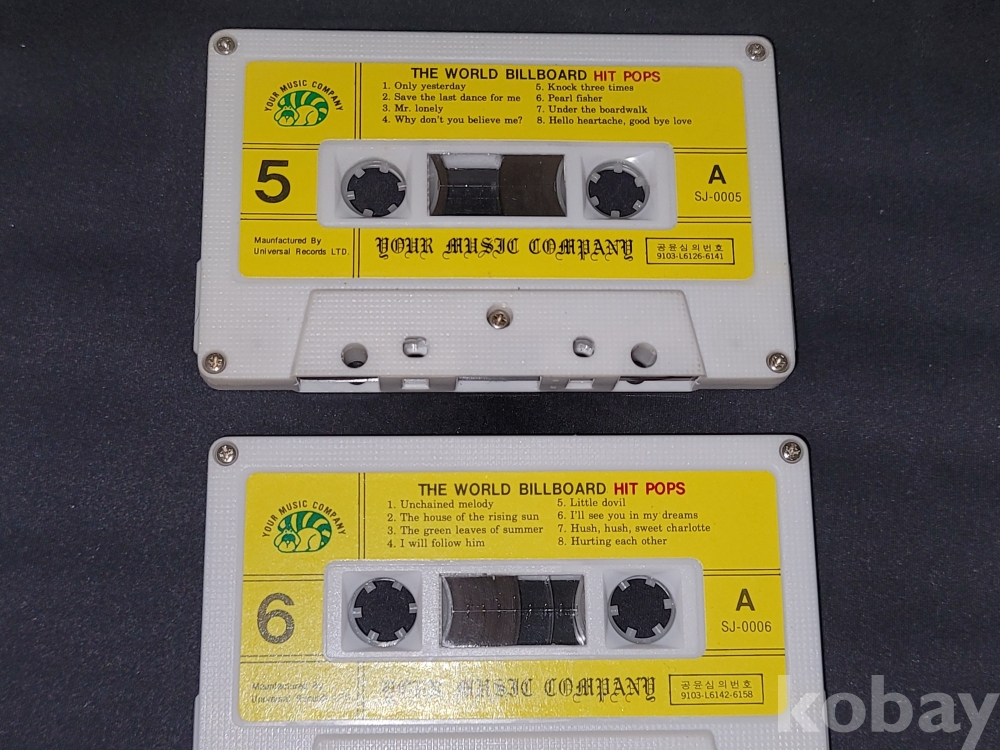 THE WORLD BILLBOARD HIT POPS
YOUR MUSIC COMPANY
1. Only yesterday
2. Save the last dance for me
3. Mr. lonely
4. Why don't you believe me?
5. Knock three times
6. Pearl fisher
7. Under the boardwalk
8. Hello heartache, good bye love
5
A
SJ-0005
Maunfactured By
Universal Records LTD.
YOUR MUSIC COMPANY
공윤심의번호
9103-L6126-6141
THE WORLD BILLBOARD HIT POPS
YOUR MUSIC COMPANY
1. Unchained melody
2. The house of the rising sun
3. The green leaves of summer
4. I will follow him
5. Little dovil
6. I'll see you in my dreams
7. Hush, hush, sweet charlotte
8. Hurting each other
6
A
SJ-0006
Maunfactured By
Universal
YOUR MUSIC COMPANY
공윤심의번호
9103-L6142-6158
kobay